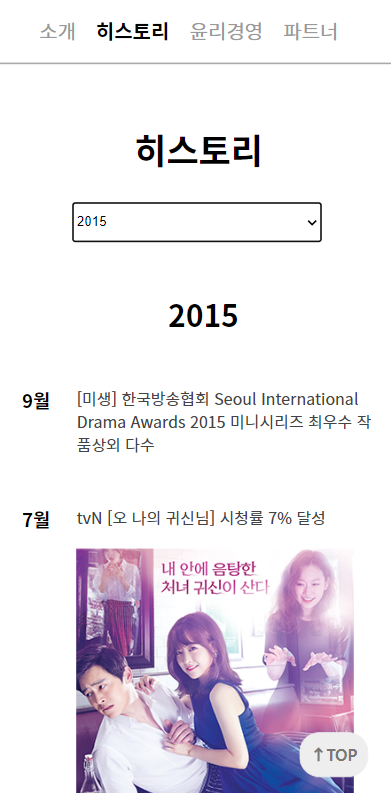 소개 히스토리 윤리경영 파트너
히스토리
2015
2015
9월
[미생] 한국방송협회 Seoul International
Drama Awards 2015 미니시리즈 최우수 작
품상외 다수
7월
tvN [오 나의 귀신님] 시청률 7% 달성
내 안에 음탕한
처녀 귀신이 산다
↑TOP